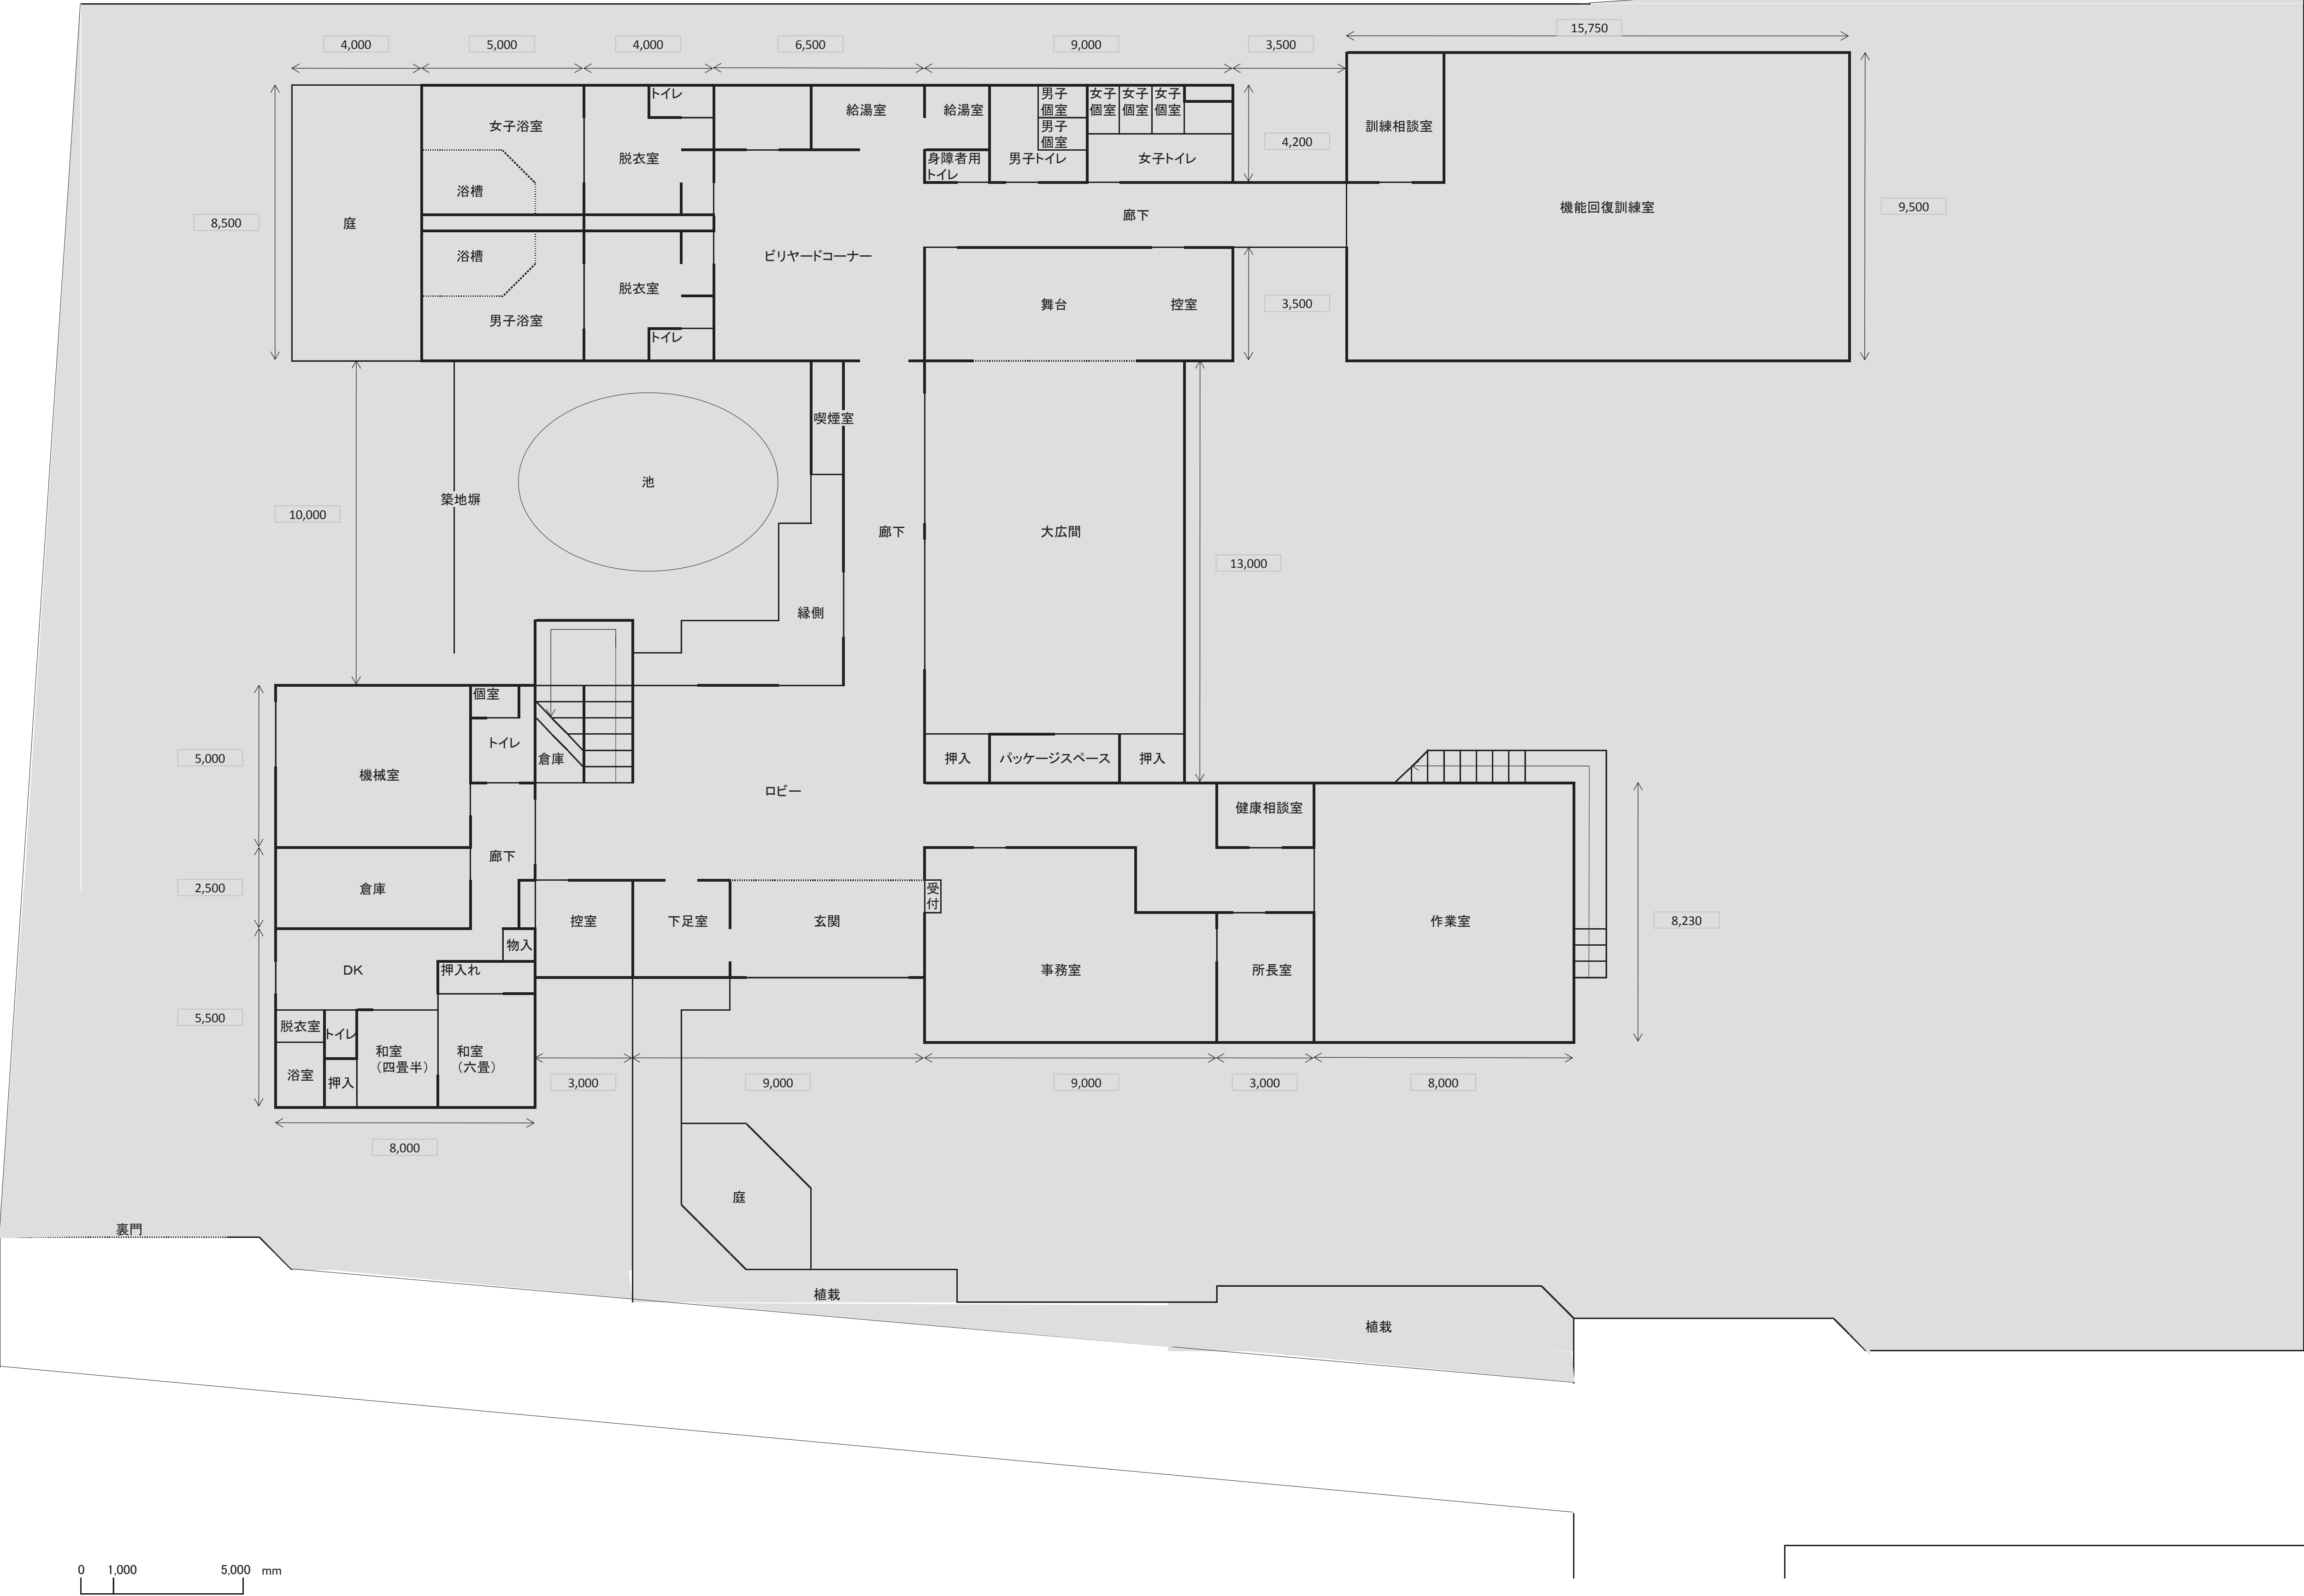 15,750
4,000
5,000
4,000
6,500
9,000
3,500
トイレ
給湯室
給湯室
男子
個室
女子
個室
女子
個室
女子
個室
男子
個室
訓練相談室
女子浴室
脱衣室
身障者用
トイレ
男子トイレ
女子トイレ
4,200
浴槽
廊下
機能回復訓練室
9,500
8,500
庭
浴槽
ビリヤードコーナー
脱衣室
舞台
控室
3,500
男子浴室
トイレ
喫煙室
池
築地塀
10,000
廊下
大広間
13,000
縁側
個室
トイレ
倉庫
5,000
機械室
押入
パッケージスペース
押入
ロビー
健康相談室
廊下
2,500
倉庫
受
付
控室
下足室
玄関
作業室
8,230
物入
DK
押入れ
事務室
所長室
5,500
脱衣室
トイレ
和室
(四畳半)
和室
(六畳)
浴室
押入
3,000
9,000
9,000
3,000
8,000
8,000
庭
裏門
植栽
植栽
0 1,000 5,000 mm